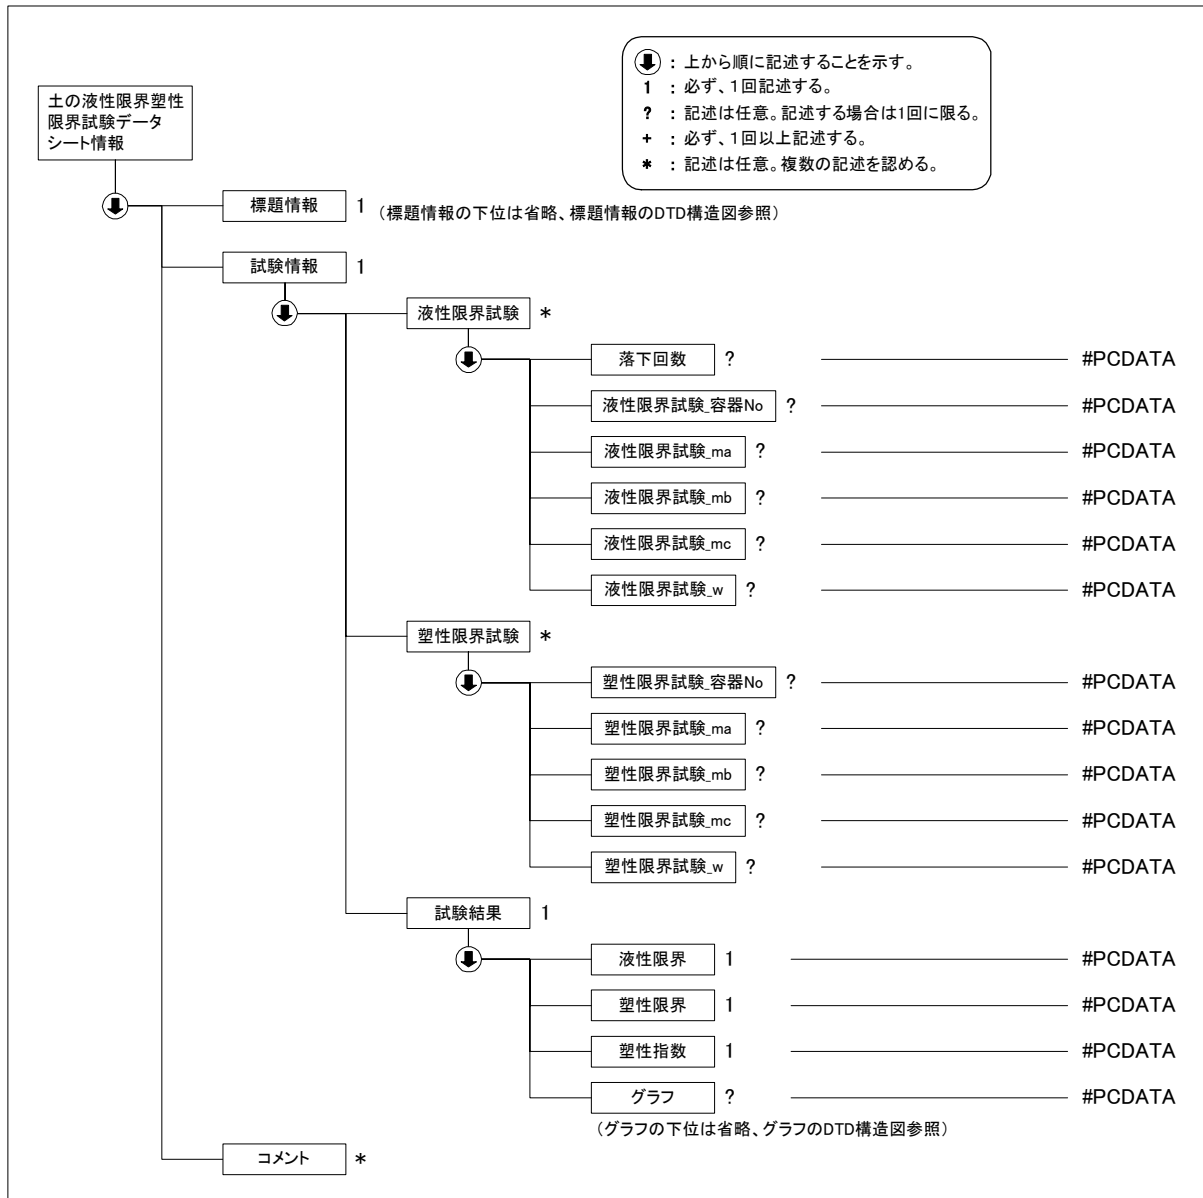 ： 上から順に記述することを示す。
1 ： 必ず、1回記述する。
? ： 記述は任意。記述する場合は1回に限る。
+ ： 必ず、1回以上記述する。
* ： 記述は任意。複数の記述を認める。
土の液性限界塑性
限界試験データ
シート情報
標題情報 1 （標題情報の下位は省略、標題情報のDTD構造図参照）
試験情報 1
液性限界試験 *
落下回数 ? #PCDATA
液性限界試験_容器No ? #PCDATA
液性限界試験_ma ? #PCDATA
液性限界試験_mb ? #PCDATA
液性限界試験_mc ? #PCDATA
液性限界試験_w ? #PCDATA
塑性限界試験 *
塑性限界試験_容器No ? #PCDATA
塑性限界試験_ma ? #PCDATA
塑性限界試験_mb ? #PCDATA
塑性限界試験_mc ? #PCDATA
塑性限界試験_w ? #PCDATA
試験結果 1
液性限界 1 #PCDATA
塑性限界 1 #PCDATA
塑性指数 1 #PCDATA
グラフ ? #PCDATA
（グラフの下位は省略、グラフのDTD構造図参照）
コメント *